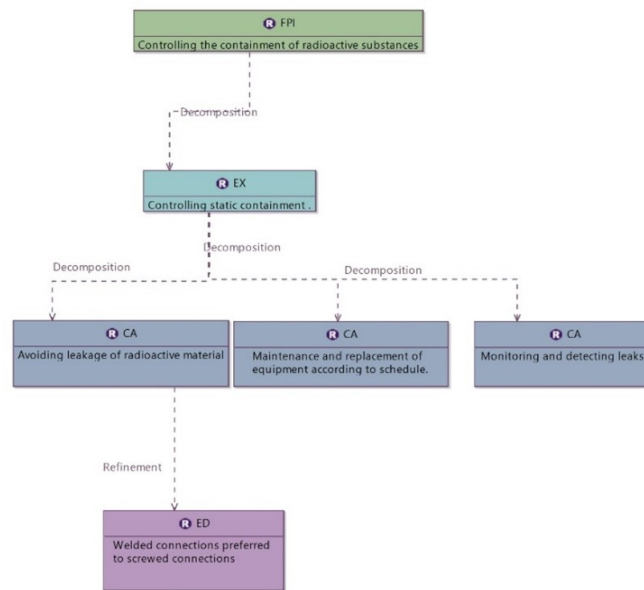 R FPI
Controlling the containment of radioactive substances
Decomposition
R EX
Controlling static containment .
Decomposition
Decomposition
Decomposition
R CA
Avoiding leakage of radioactive material
R CA
Maintenance and replacement of
equipment according to schedule.
R CA
Monitoring and detecting leaks
Refinement
R ED
Welded connections preferred
to screwed connections